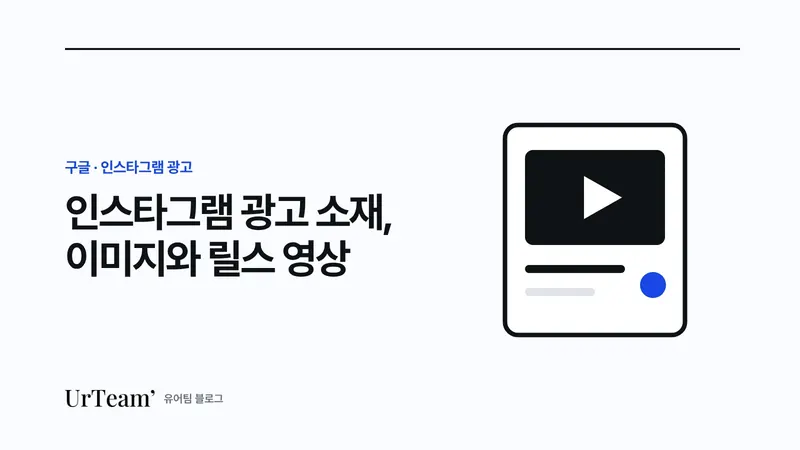 구글 · 인스타그램 광고
인스타그램 광고 소재,
이미지와 릴스 영상
UrTeam’ 유어팀 블로그